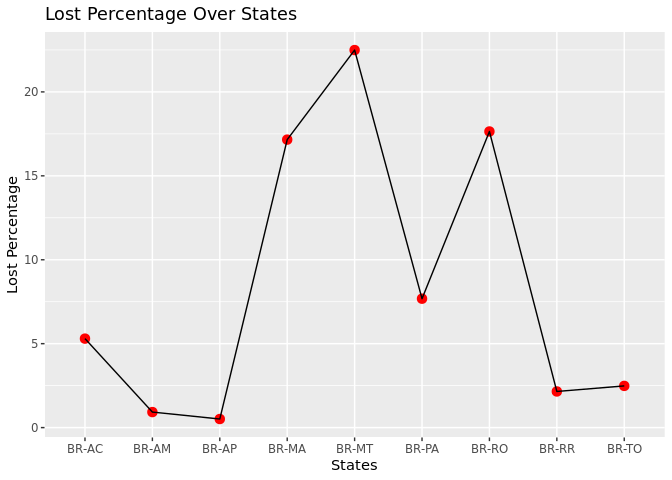 Lost Percentage Over States
Lost Percentage
20
15
10
5
0
BR-AC BR-AM BR-AP BR-MA BR-MT BR-PA BR-RO BR-RR BR-TO
States